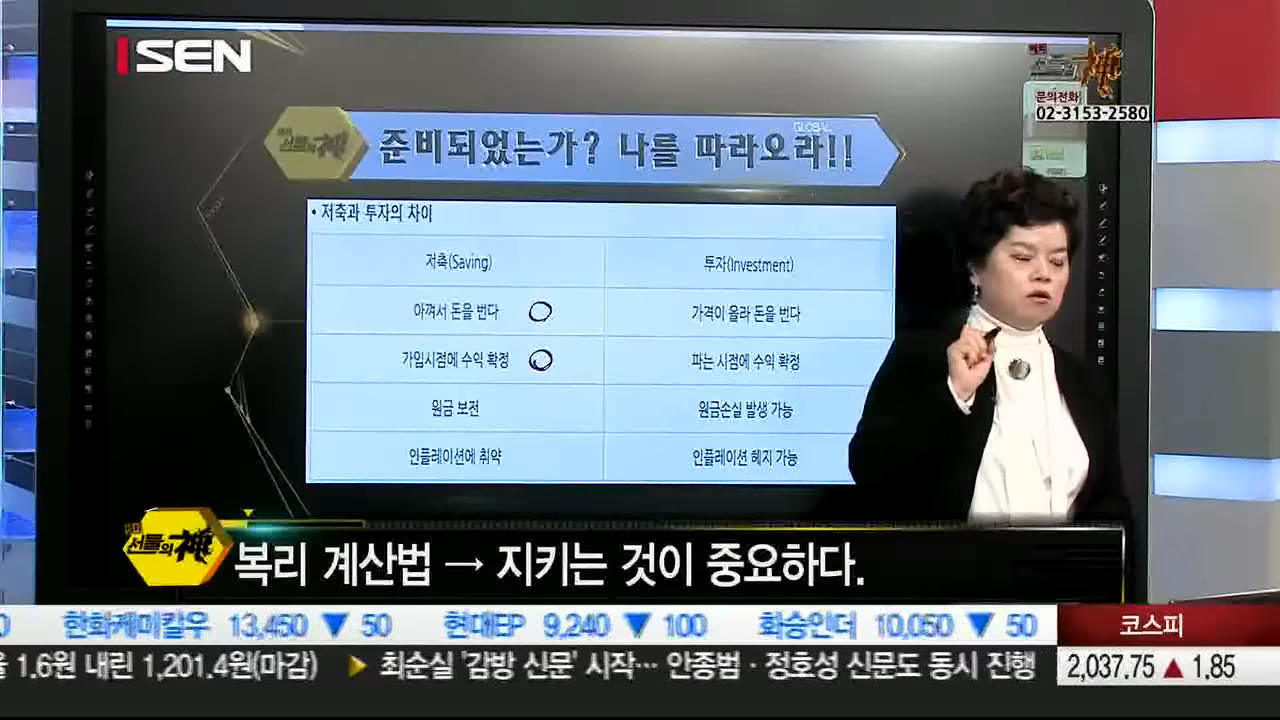 SEN
문의전화
02-3153-2580
GLOBAL
준비되었는가? 나를 따라오라!!
• 저축과 투자의 차이
저축(Saving) 투자(Investment)
아껴서 돈을 번다 가격이 올라 돈을 번다
가입시점에 수익 확정 파는 시점에 수익 확정
원금 보전 원금손실 발생 가능
인플레이션에 취약 인플레이션 헤지 가능
선물의 神
복리 계산법 → 지키는 것이 중요하다.
0 한화케미칼우 13,450 ▼ 50 현대EP 9,240 ▼ 100 화승인더 10,050 ▼ 50 코스피
1.6원 내린 1,201.4원(마감) ▶ 최순실 '감방 신문' 시작… 안종범·정호성 신문도 동시 진행 2,037.75 ▲ 1.85